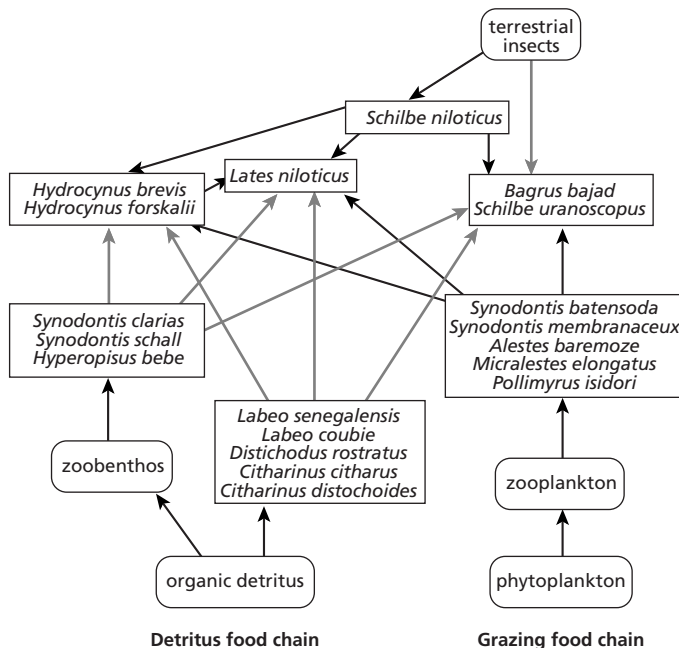 terrestrial
insects
Schilbe niloticus
Hydrocynus brevis
Hydrocynus forskalii
Lates niloticus
Bagrus bajad
Schilbe uranoscopus
Synodontis clarias
Synodontis schall
Hyperopisus bebe
Synodontis batensoda
Synodontis membranaceux
Alestes baremoze
Micralestes elongatus
Pollimyrus isidori
Labeo senegalensis
Labeo coubie
Distichodus rostratus
Citharinus citharus
Citharinus distochoides
zoobenthos
zooplankton
organic detritus
phytoplankton
Detritus food chain
Grazing food chain